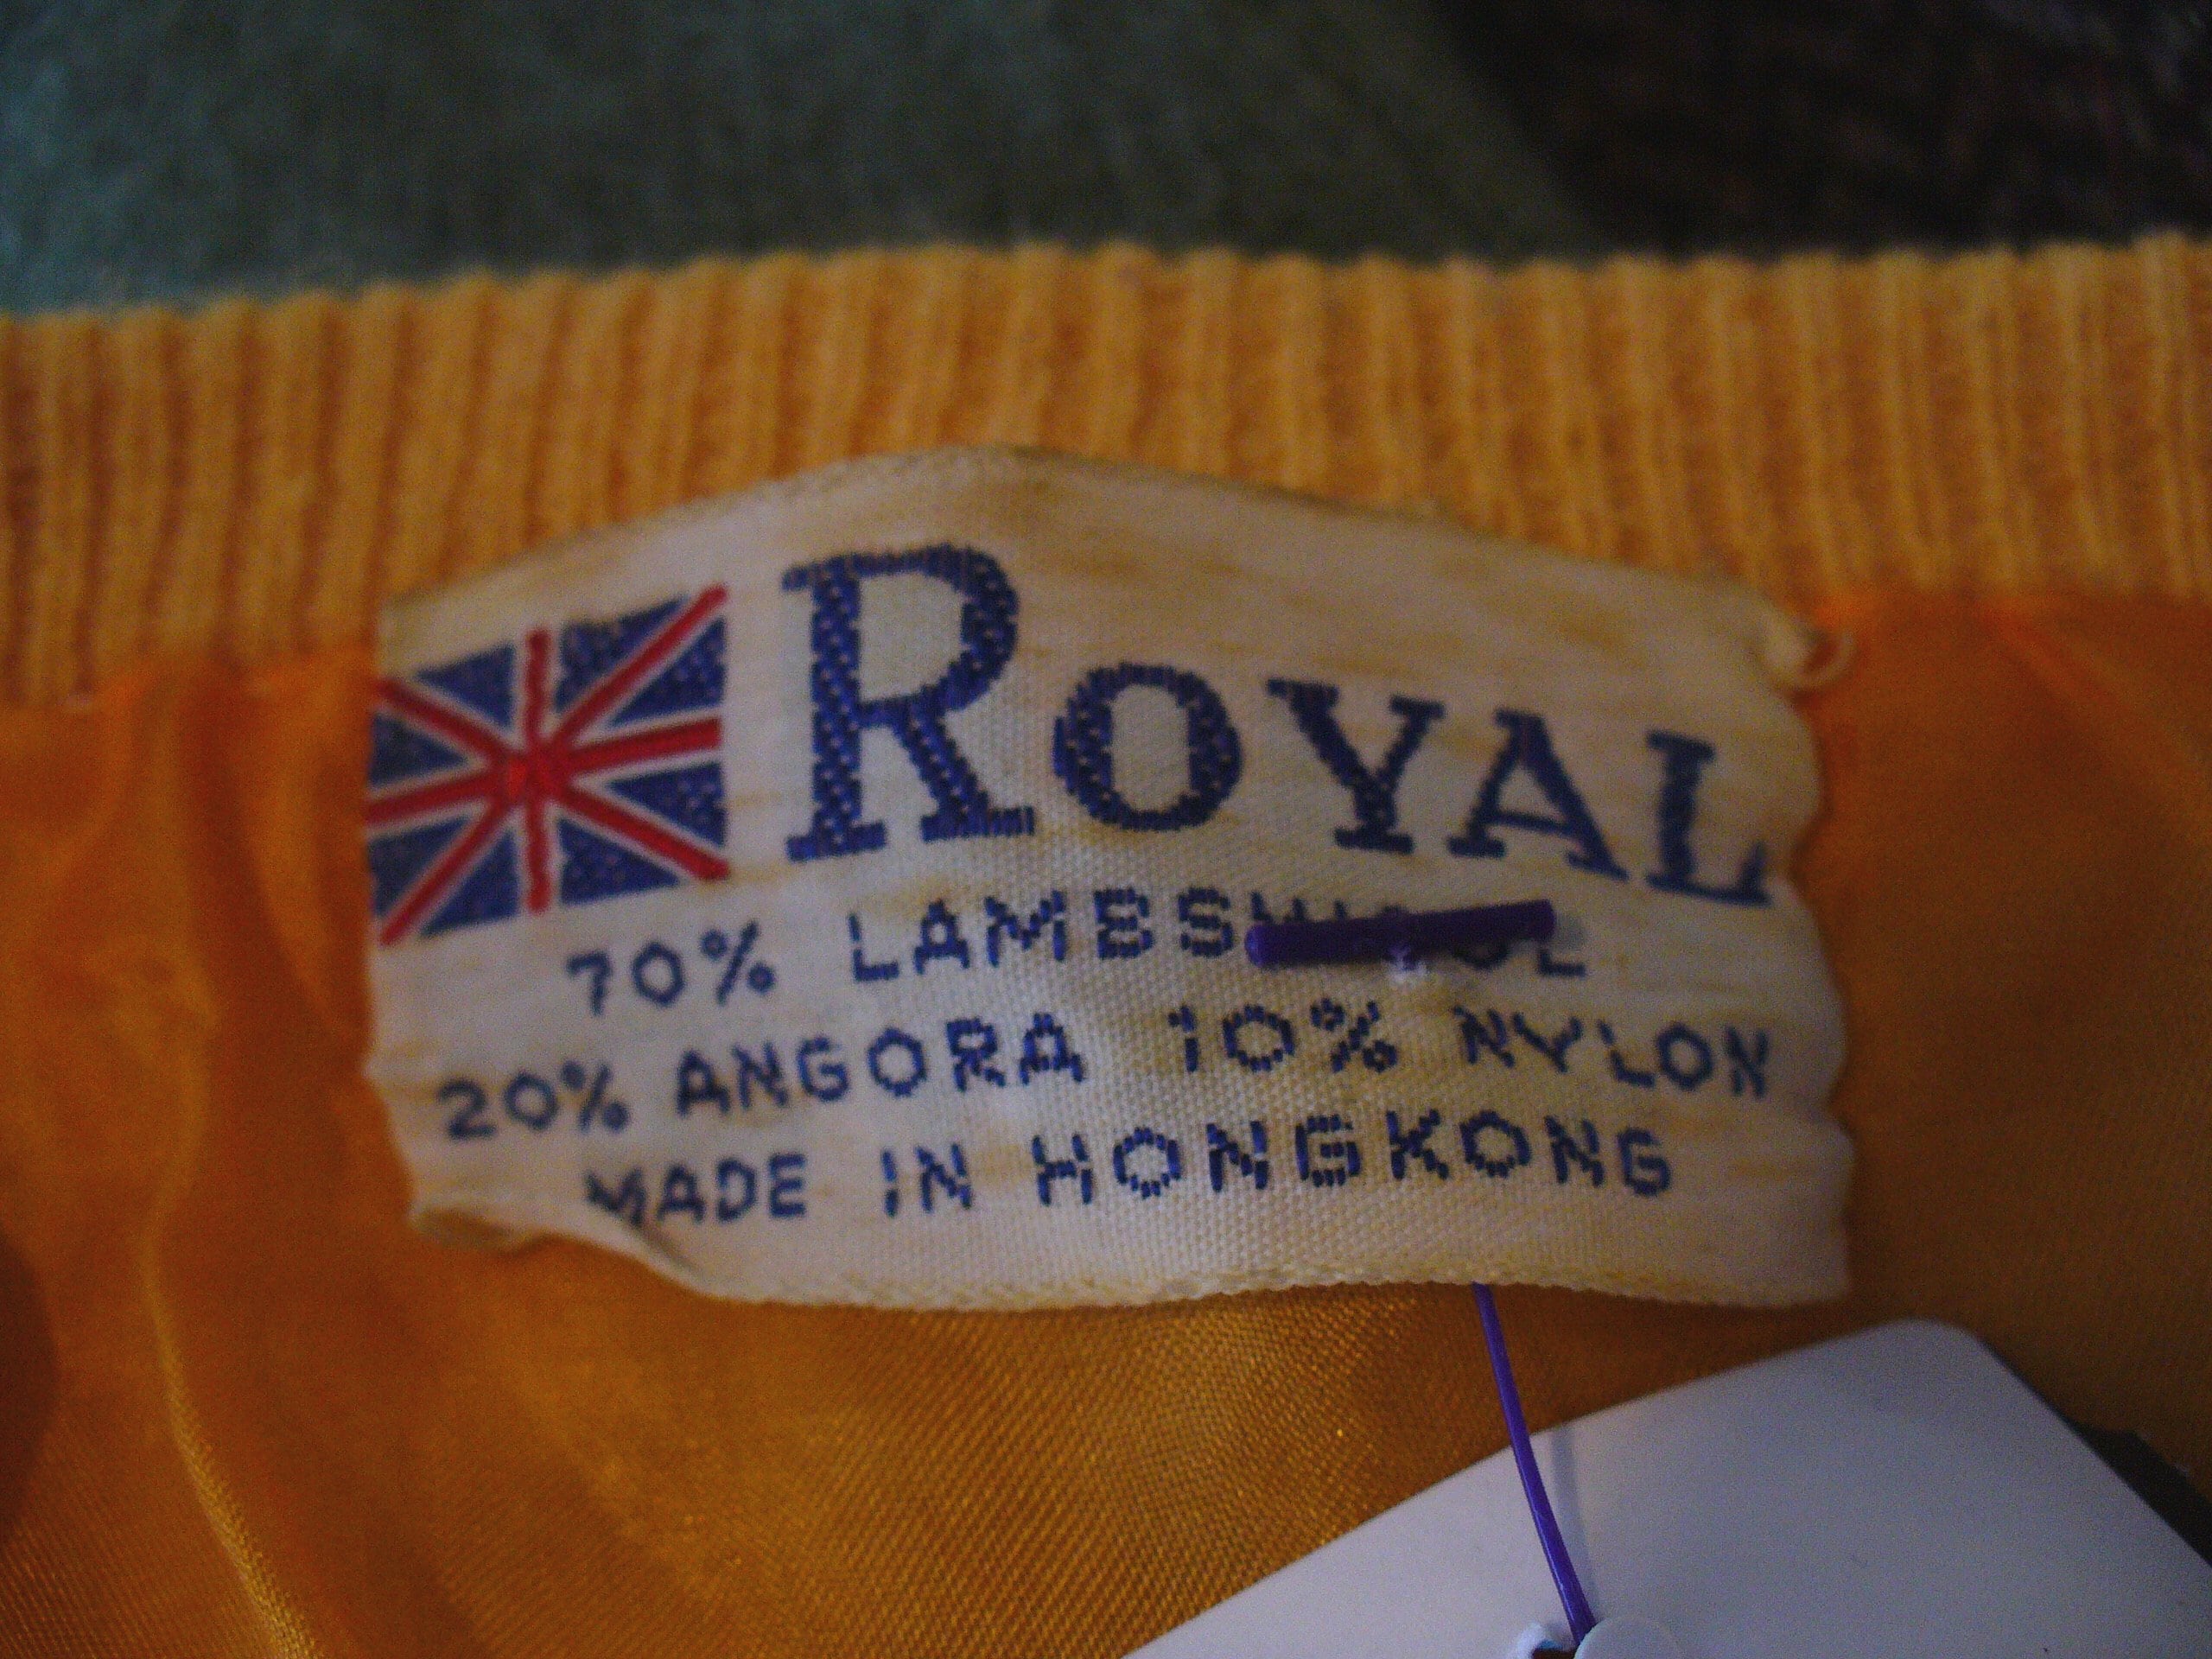 ROYAL
70%
20% ANGORA 10% NYLON
MADE IN HONGKONG